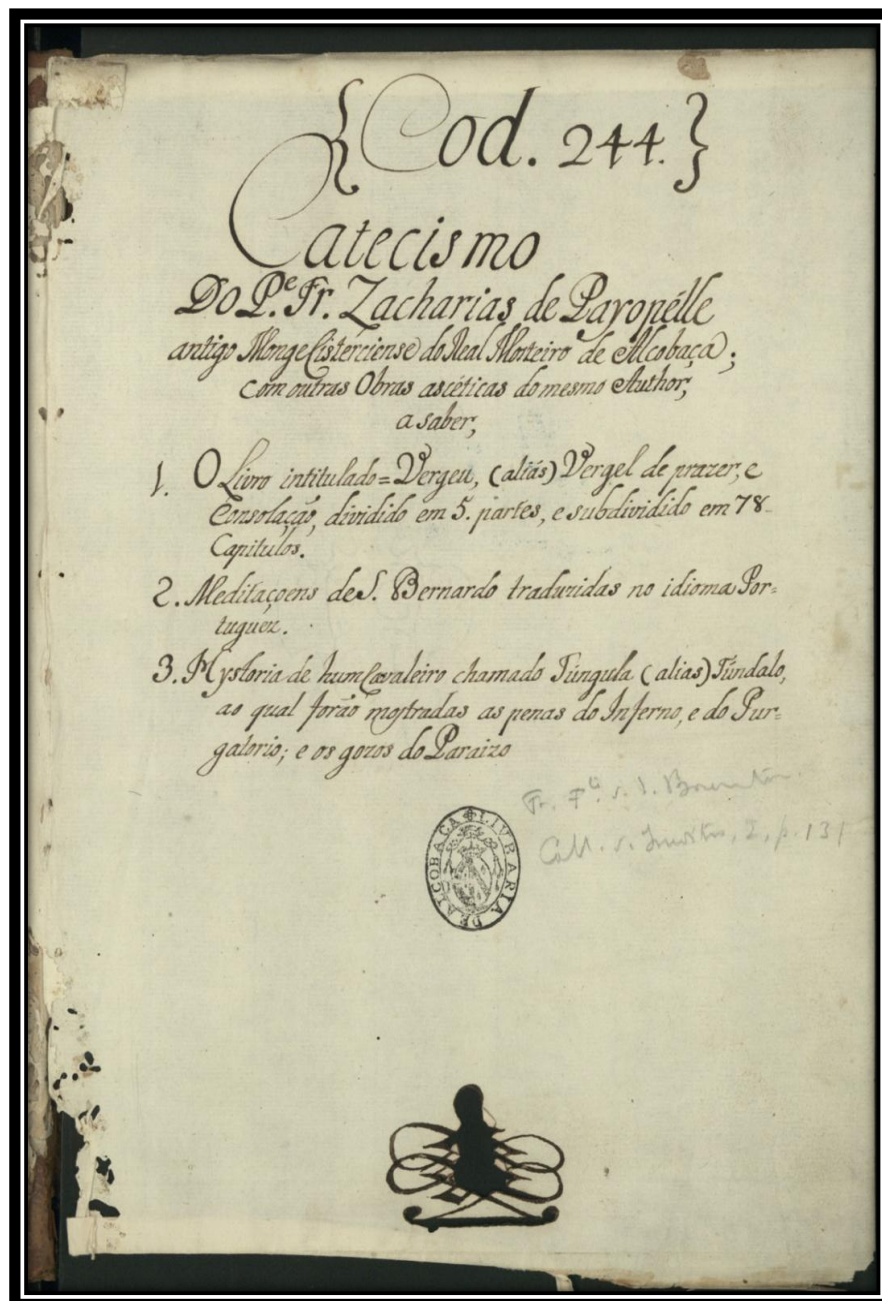 {Cod. 244.}
Catecismo
Do P.e Fr. Zacharias de Payopélle
antigo Monge Cisterciense do Real Mosteiro de Alcobaça;
com outras Obras ascéticas do mesmo Author,
a saber,
1. O Livro intitulado = Vergeu, (aliás) Vergel de prazer, e
Consolação, dividido em 5. partes, e subdividido em 78
Capitulos.
2. Meditaçoens de S. Bernardo traduzidas no idioma Por=
tuguez.
3. Hystoria de hum Cavaleiro chamado Túngula (alias) Túndalo,
ao qual forão mostradas as penas do Inferno, e do Pur=
gatorio; e os gozos do Paraizo
Fr. F.
p. 131
LIVRARIA DE ALCOBAÇA